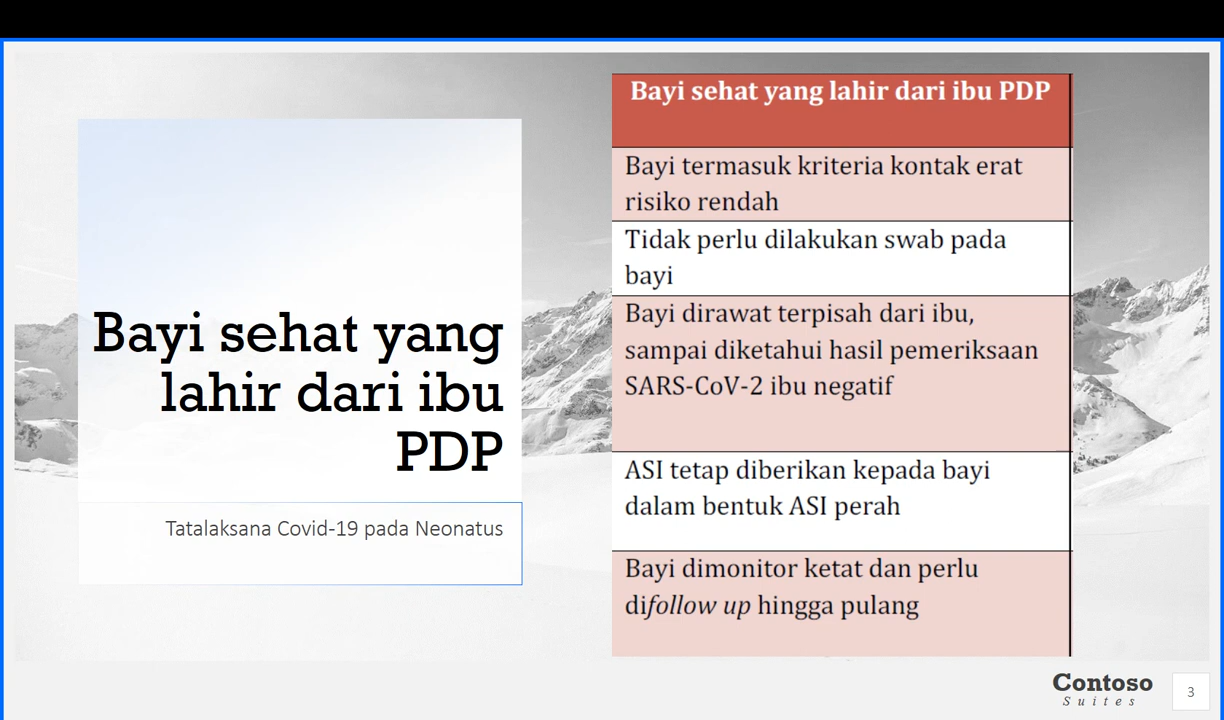 Bayi sehat yang
lahir dari ibu
PDP
Tatalaksana Covid-19 pada Neonatus
Bayi sehat yang lahir dari ibu PDP
Bayi termasuk kriteria kontak erat
risiko rendah
Tidak perlu dilakukan swab pada
bayi
Bayi dirawat terpisah dari ibu,
sampai diketahui hasil pemeriksaan
SARS-CoV-2 ibu negatif
ASI tetap diberikan kepada bayi
dalam bentuk ASI perah
Bayi dimonitor ketat dan perlu
difollow up hingga pulang
Contoso
Suites
3